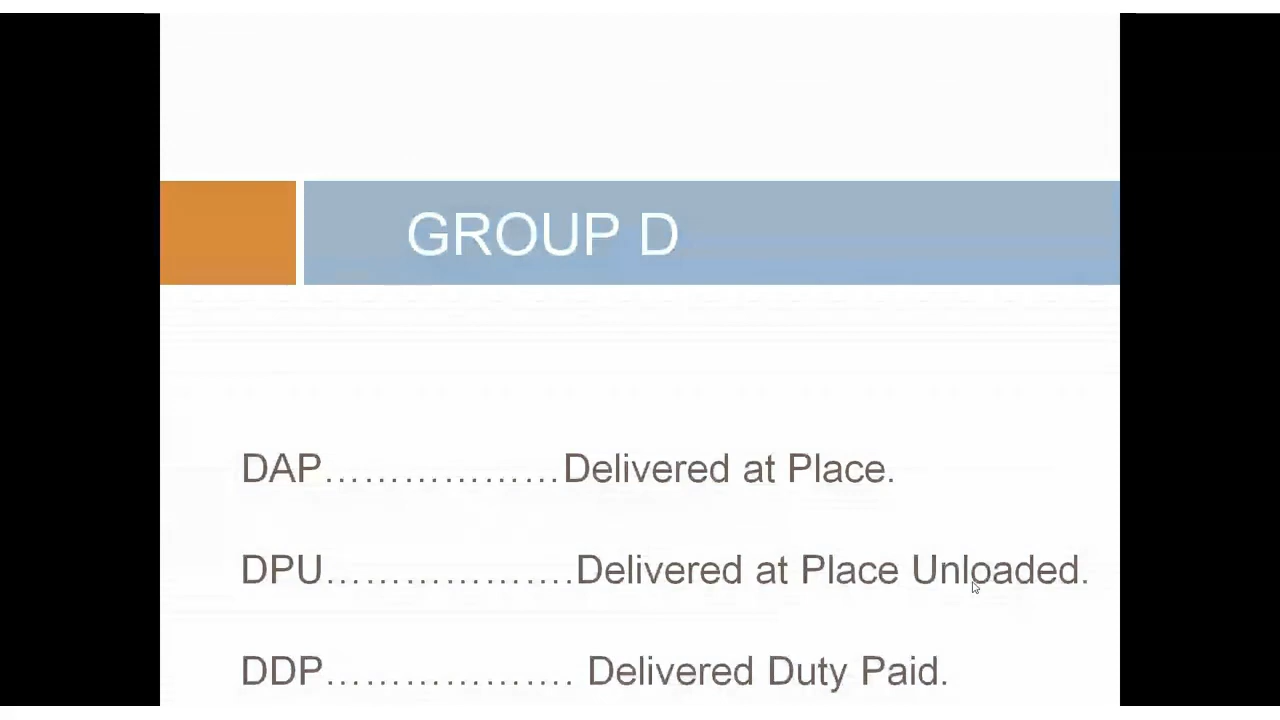 GROUP D
DAP………………Delivered at Place.
DPU……………….Delivered at Place Unloaded.
DDP………………. Delivered Duty Paid.